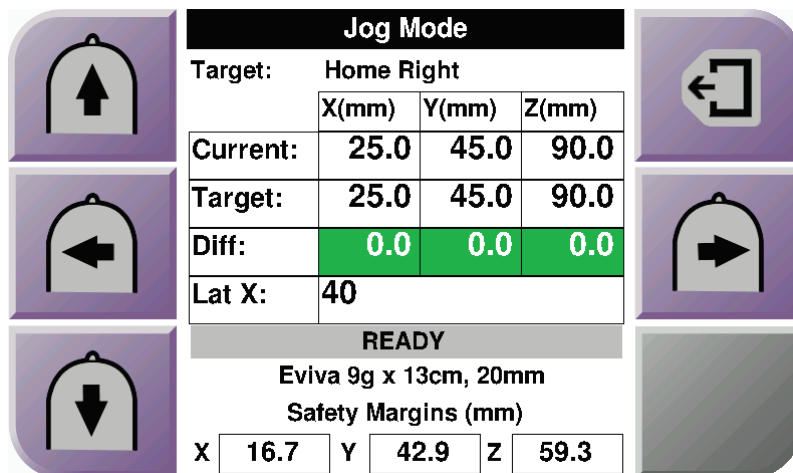 Jog Mode
Target: Home Right
X(mm) Y(mm) Z(mm)
Current: 25.0 45.0 90.0
Target: 25.0 45.0 90.0
Diff: 0.0 0.0 0.0
Lat X: 40
READY
Eviva 9g x 13cm, 20mm
Safety Margins (mm)
X 16.7 Y 42.9 Z 59.3